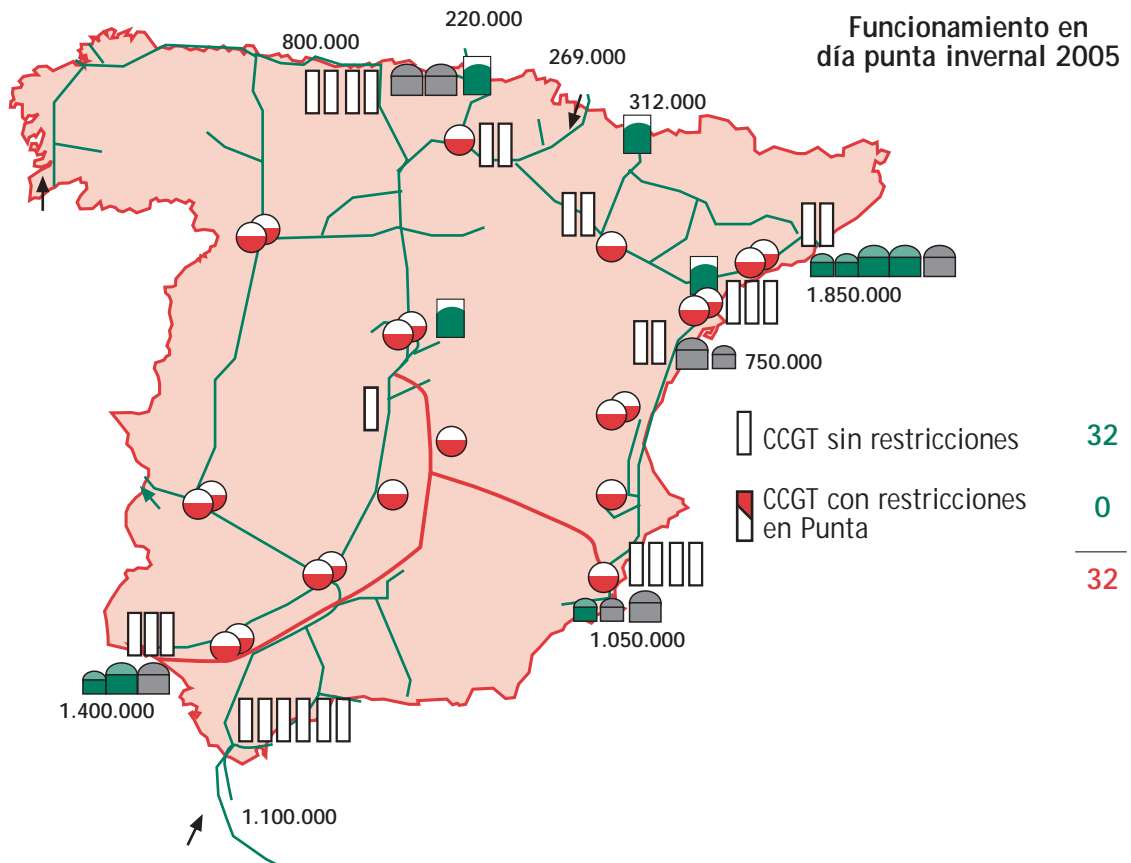 Funcionamiento en
día punta invernal 2005
220.000
800.000
269.000
312.000
1.850.000
750.000
CCGT sin restricciones 32
CCGT con restricciones
en Punta 0
32
1.050.000
1.400.000
1.100.000